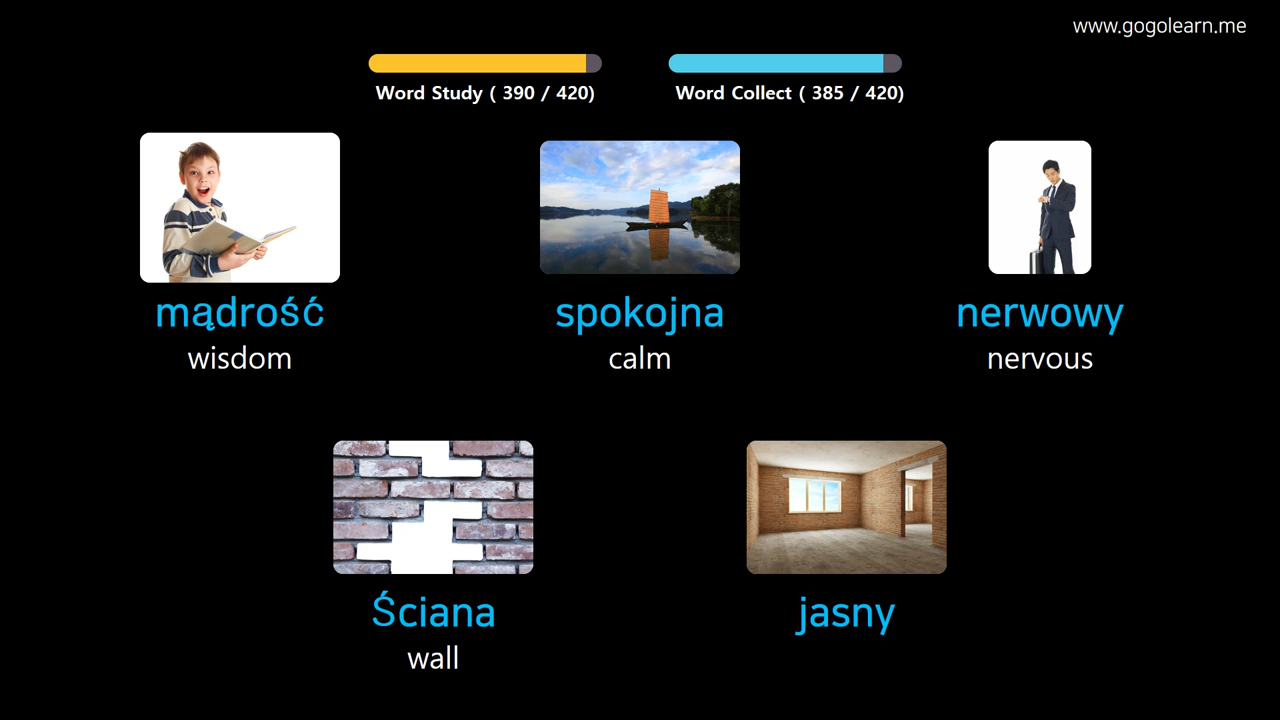 www.gogolearn.me
Word Study ( 390 / 420)
Word Collect ( 385 / 420)
mądrość
wisdom
spokojna
calm
nerwowy
nervous
Ściana
wall
jasny